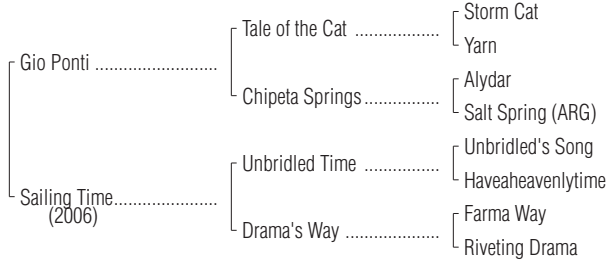 Storm Cat
Tale of the Cat ..................
Yarn
Gio Ponti ..........................
Alydar
Chipeta Springs................
Salt Spring (ARG)
Unbridled's Song
Unbridled Time ................
Haveaheavenlytime
Sailing Time......................
(2006)
Farma Way
Drama's Way ....................
Riveting Drama